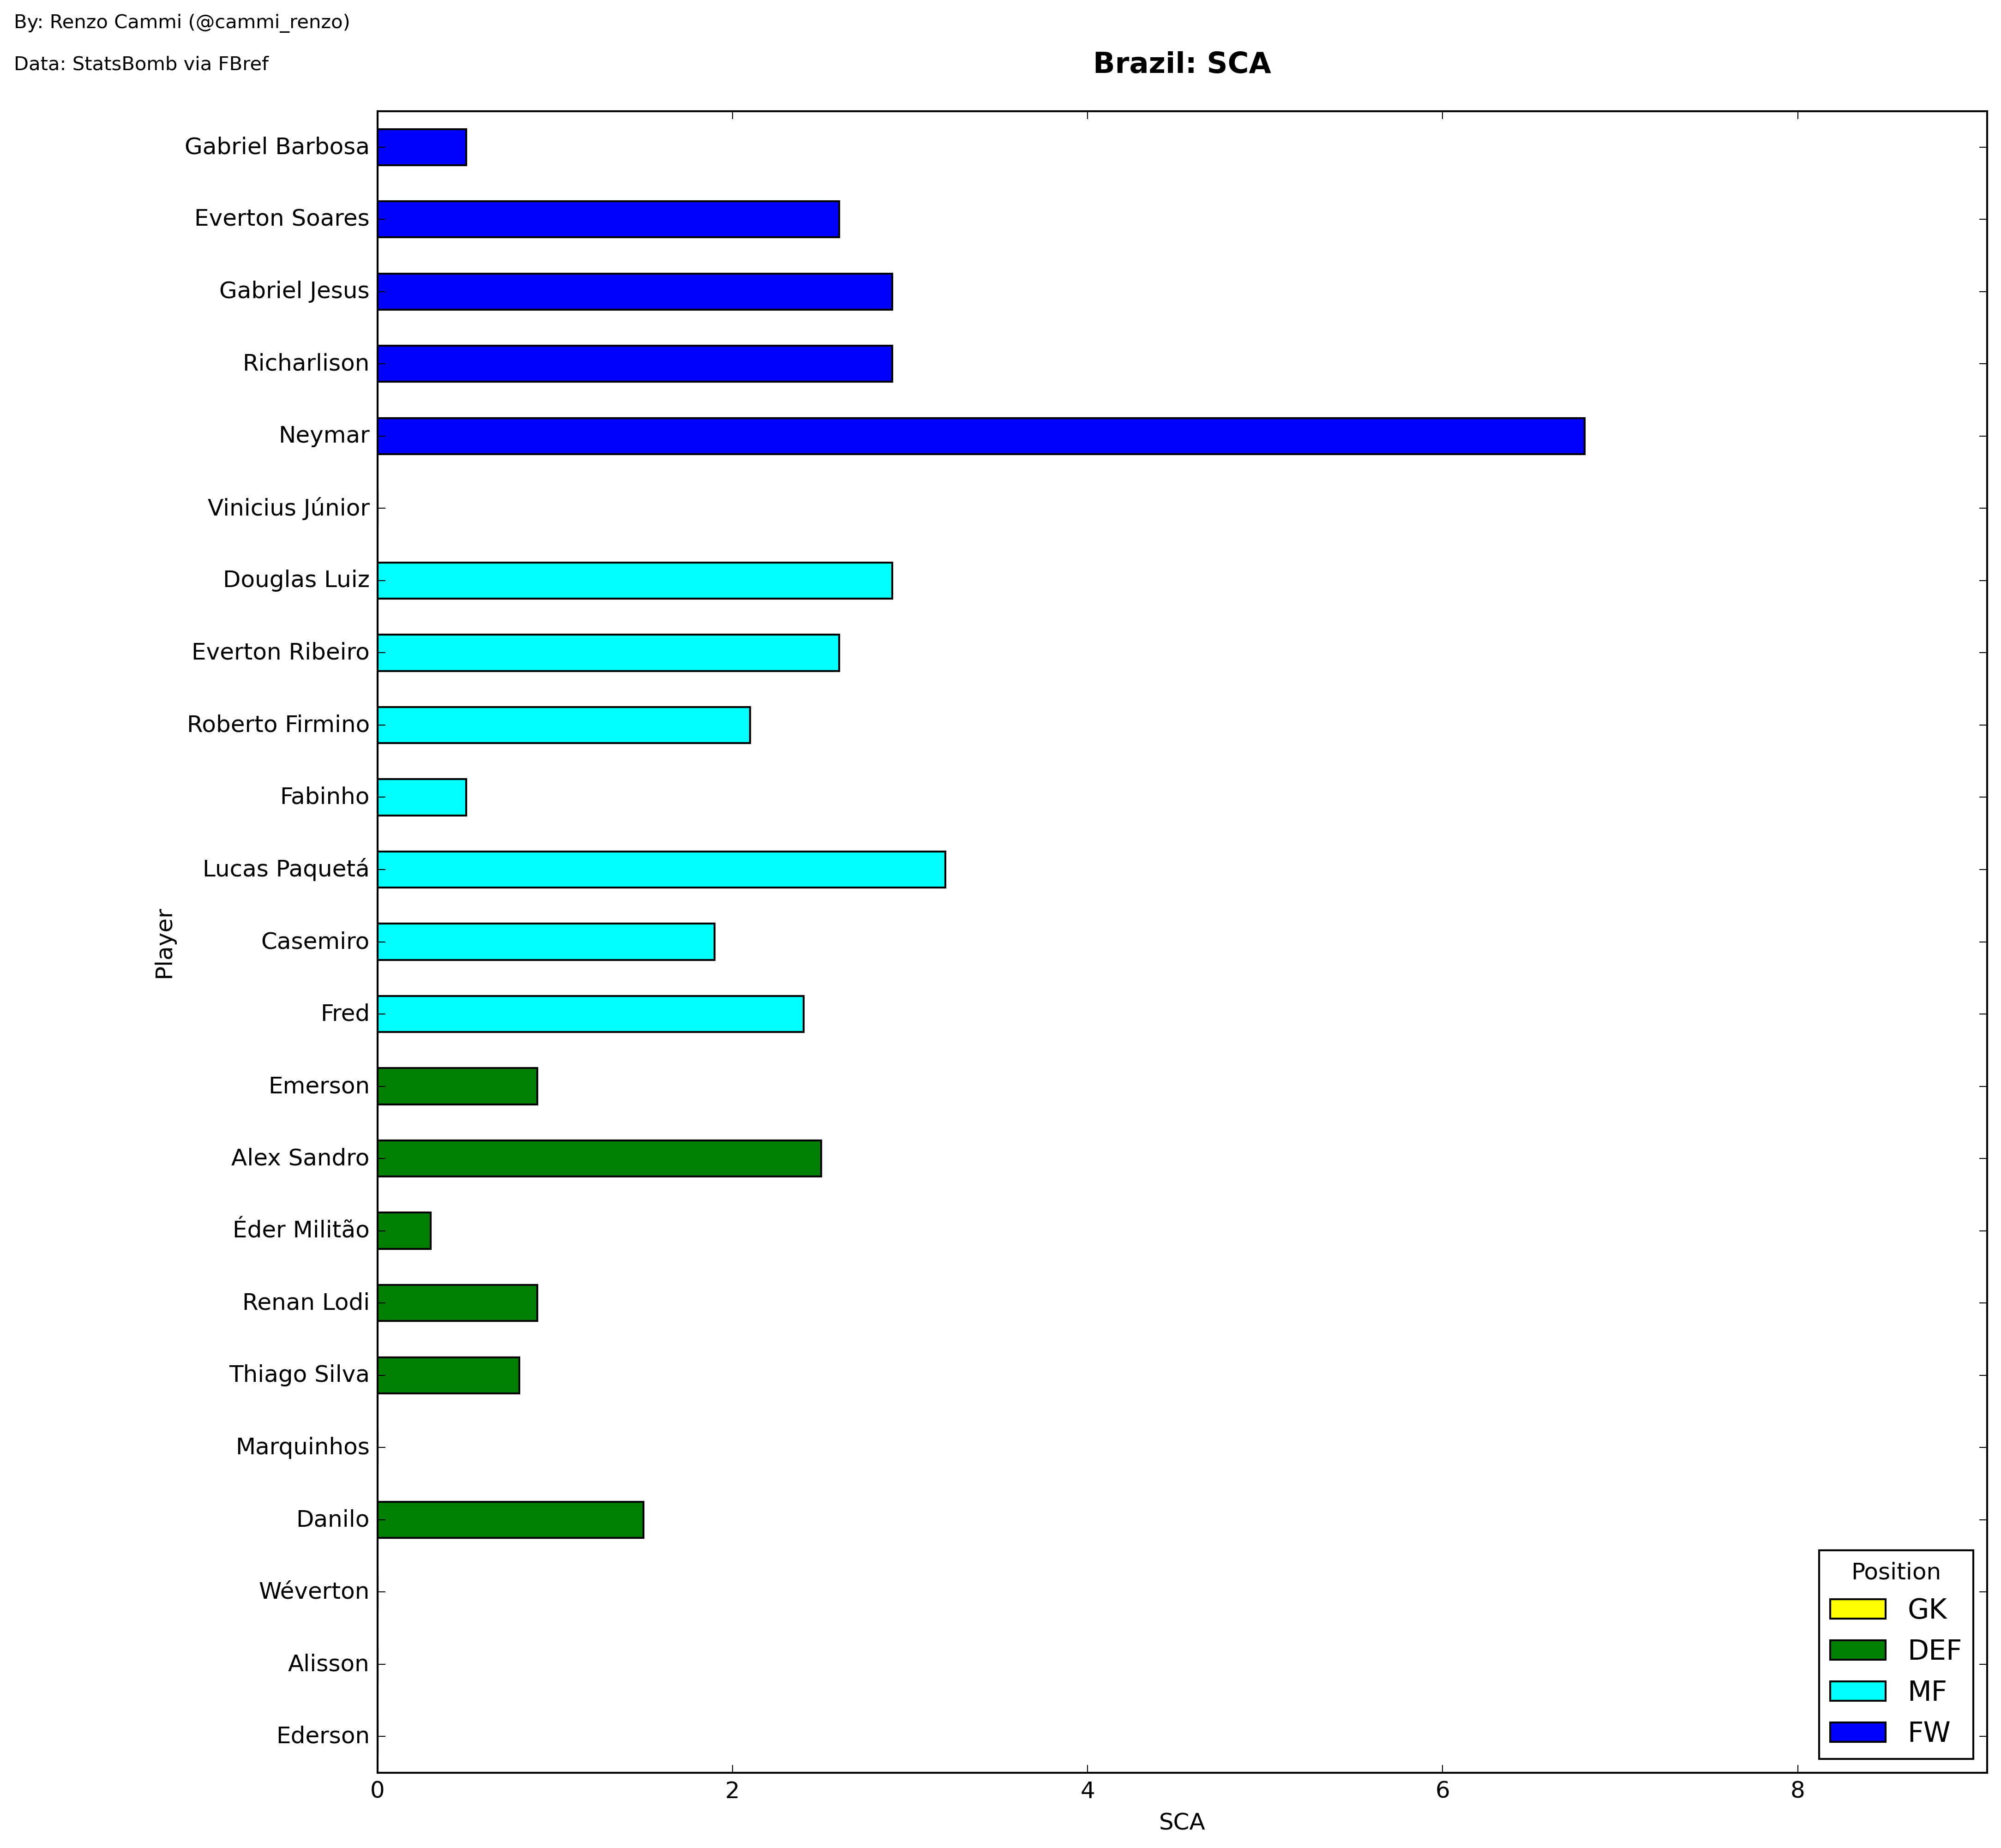 By: Renzo Cammi (@cammi_renzo)
Data: StatsBomb via FBref
Brazil: SCA
Gabriel Barbosa
Everton Soares
Gabriel Jesus
Richarlison
Neymar
Vinicius Júnior
Douglas Luiz
Everton Ribeiro
Roberto Firmino
Fabinho
Lucas Paquetá
Casemiro
Fred
Emerson
Alex Sandro
Éder Militão
Renan Lodi
Thiago Silva
Marquinhos
Danilo
Wéverton
Alisson
Ederson
Player
0 2 4 6 8
SCA
Position
GK
DEF
MF
FW